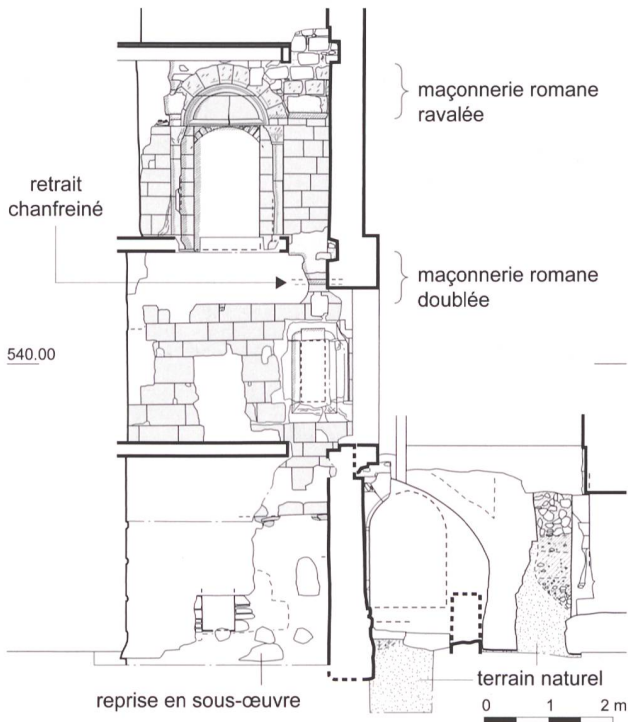 maçonnerie romane
ravalée
retrait
chanfreiné
maçonnerie romane
doublée
540.00
terrain naturel
reprise en sous-œuvre
0 1 2 m